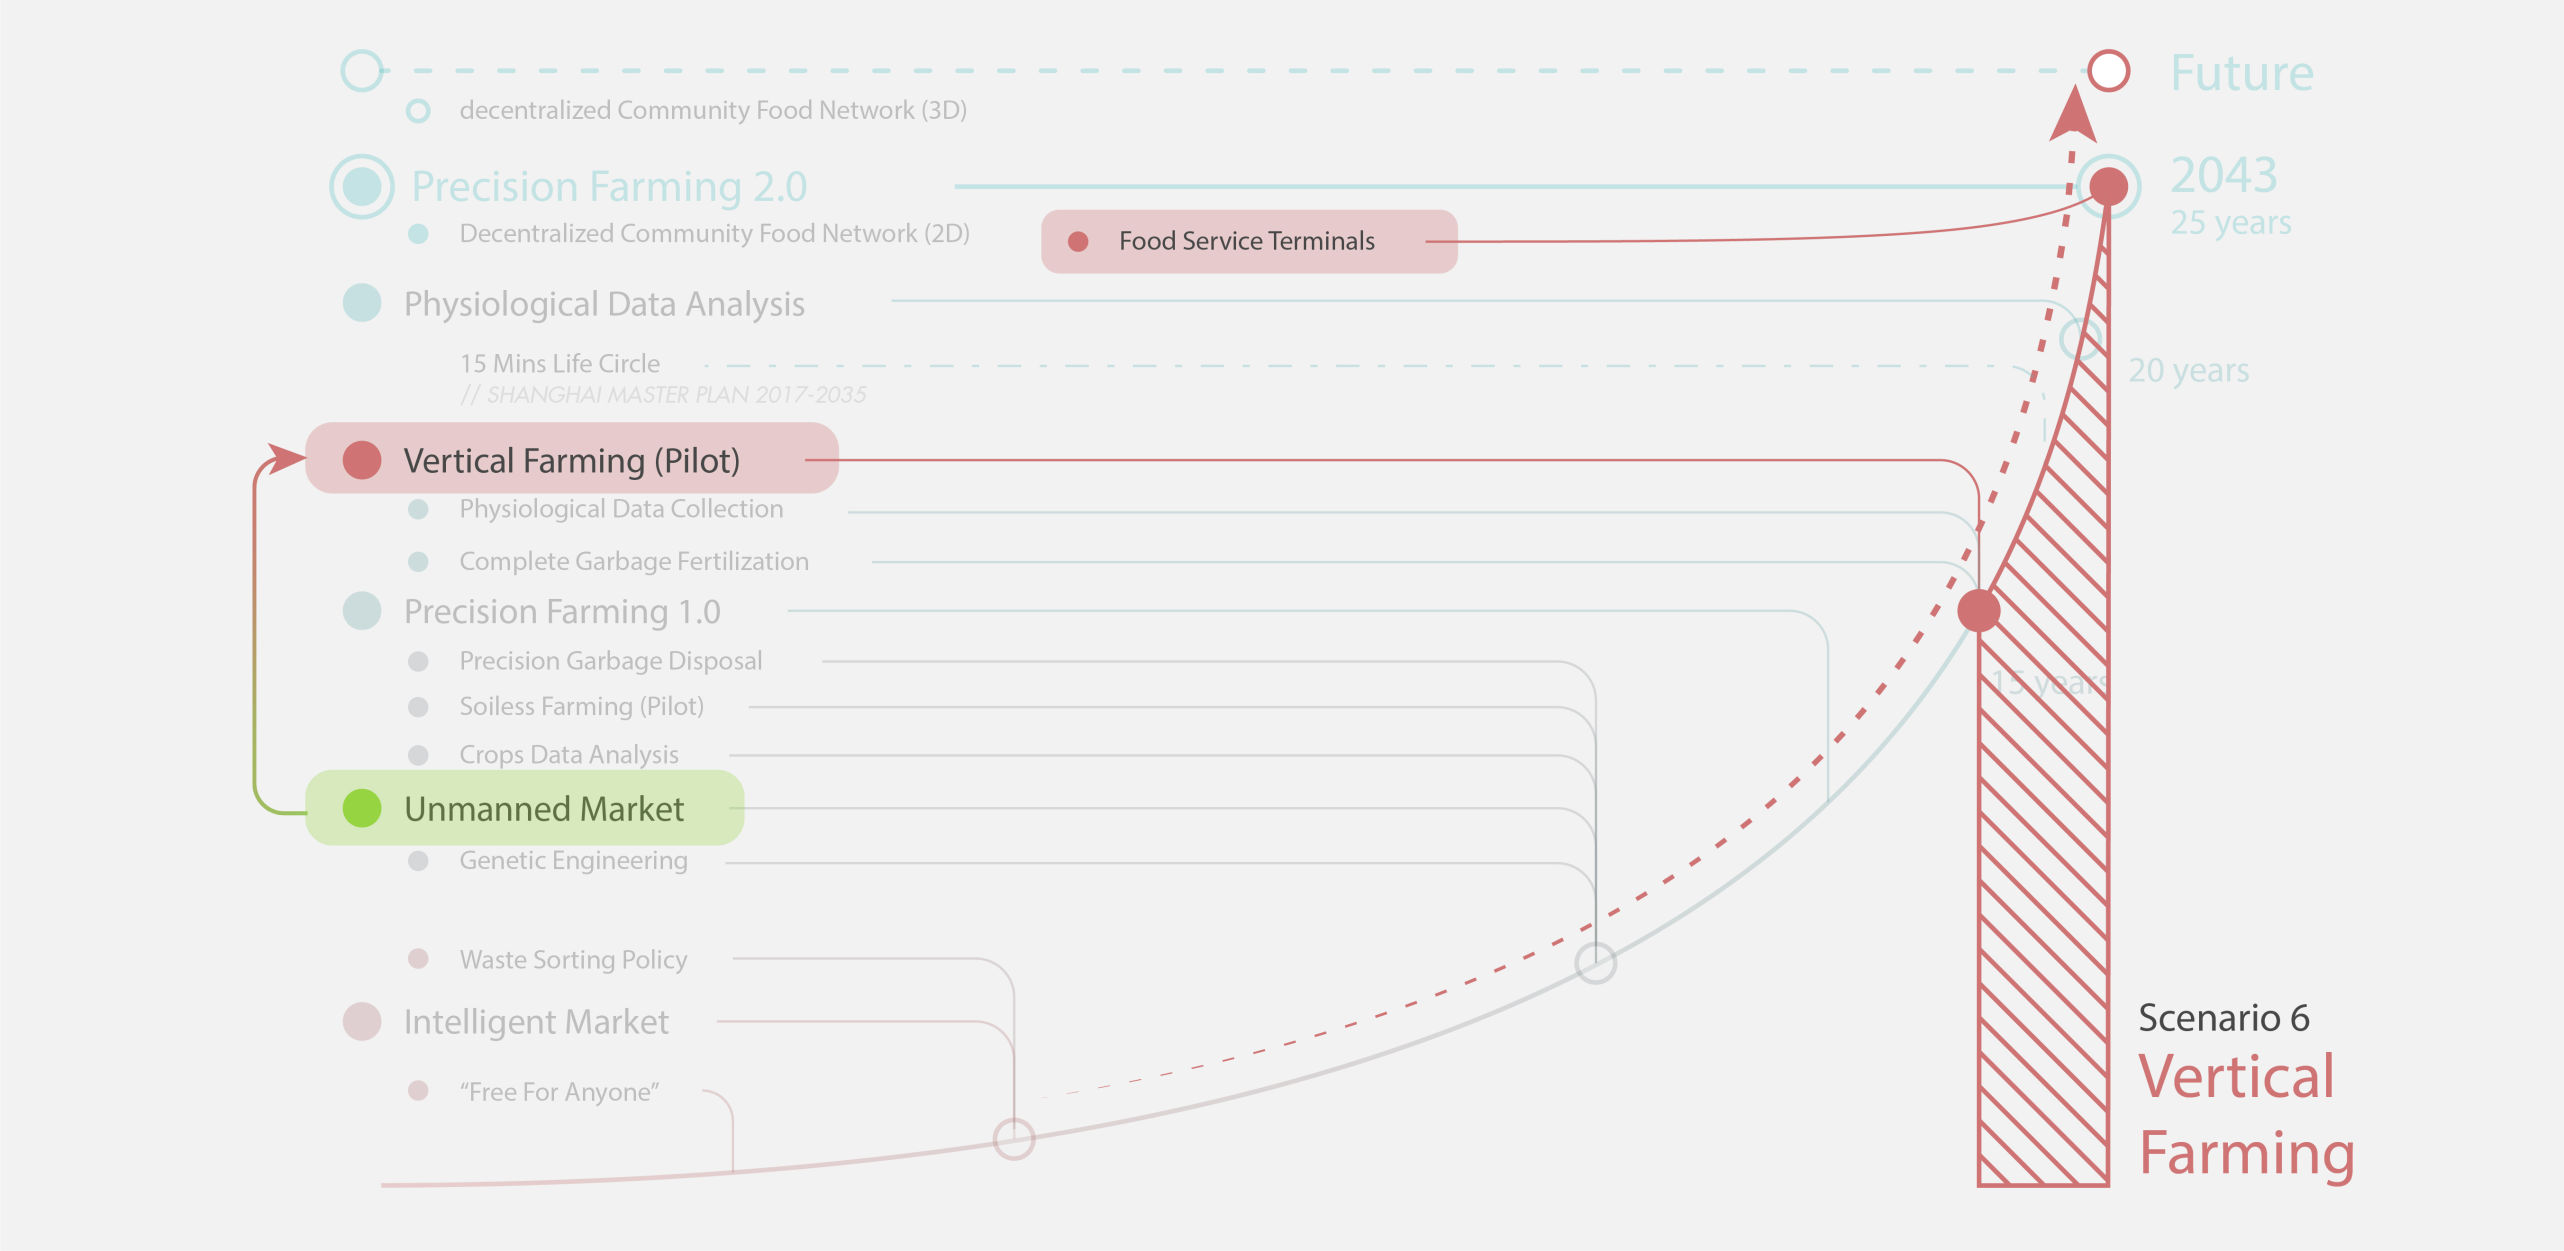 Future
decentralized Community Food Network (3D)
Precision Farming 2.0
2043
25 years
Decentralized Community Food Network (2D)
Food Service Terminals
Physiological Data Analysis
15 Mins Life Circle
20 years
// SHANGHAI MASTER PLAN 2017-2035
Vertical Farming (Pilot)
Physiological Data Collection
Complete Garbage Fertilization
Precision Farming 1.0
Precision Garbage Disposal
15 years
Soiless Farming (Pilot)
Crops Data Analysis
Unmanned Market
Genetic Engineering
Waste Sorting Policy
Intelligent Market
Scenario 6
Vertical
Farming
“Free For Anyone”